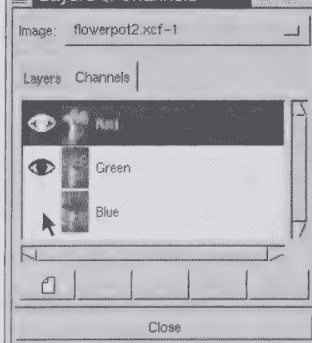 Layers & Channels
Image: flowerpot2.xcf-1
Layers Channels
Red
Green
Blue
Close